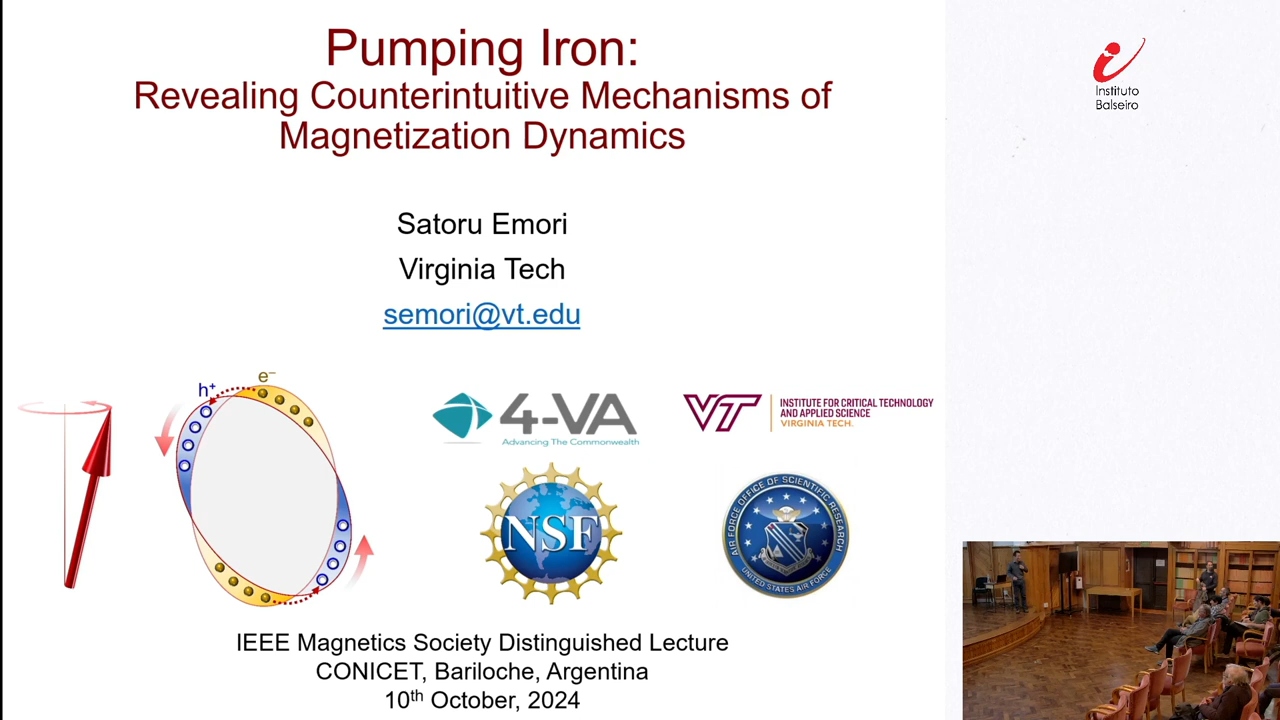 Pumping Iron:
Revealing Counterintuitive Mechanisms of
Magnetization Dynamics
Instituto
Balseiro
Satoru Emori
Virginia Tech
semori@vt.edu
h⁺
e⁻
4-VA
Advancing The Commonwealth
VT
INSTITUTE FOR CRITICAL TECHNOLOGY
AND APPLIED SCIENCE
VIRGINIA TECH.
NSF
AIR FORCE OFFICE OF SCIENTIFIC RESEARCH
UNITED STATES AIR FORCE
IEEE Magnetics Society Distinguished Lecture
CONICET, Bariloche, Argentina
10th October, 2024